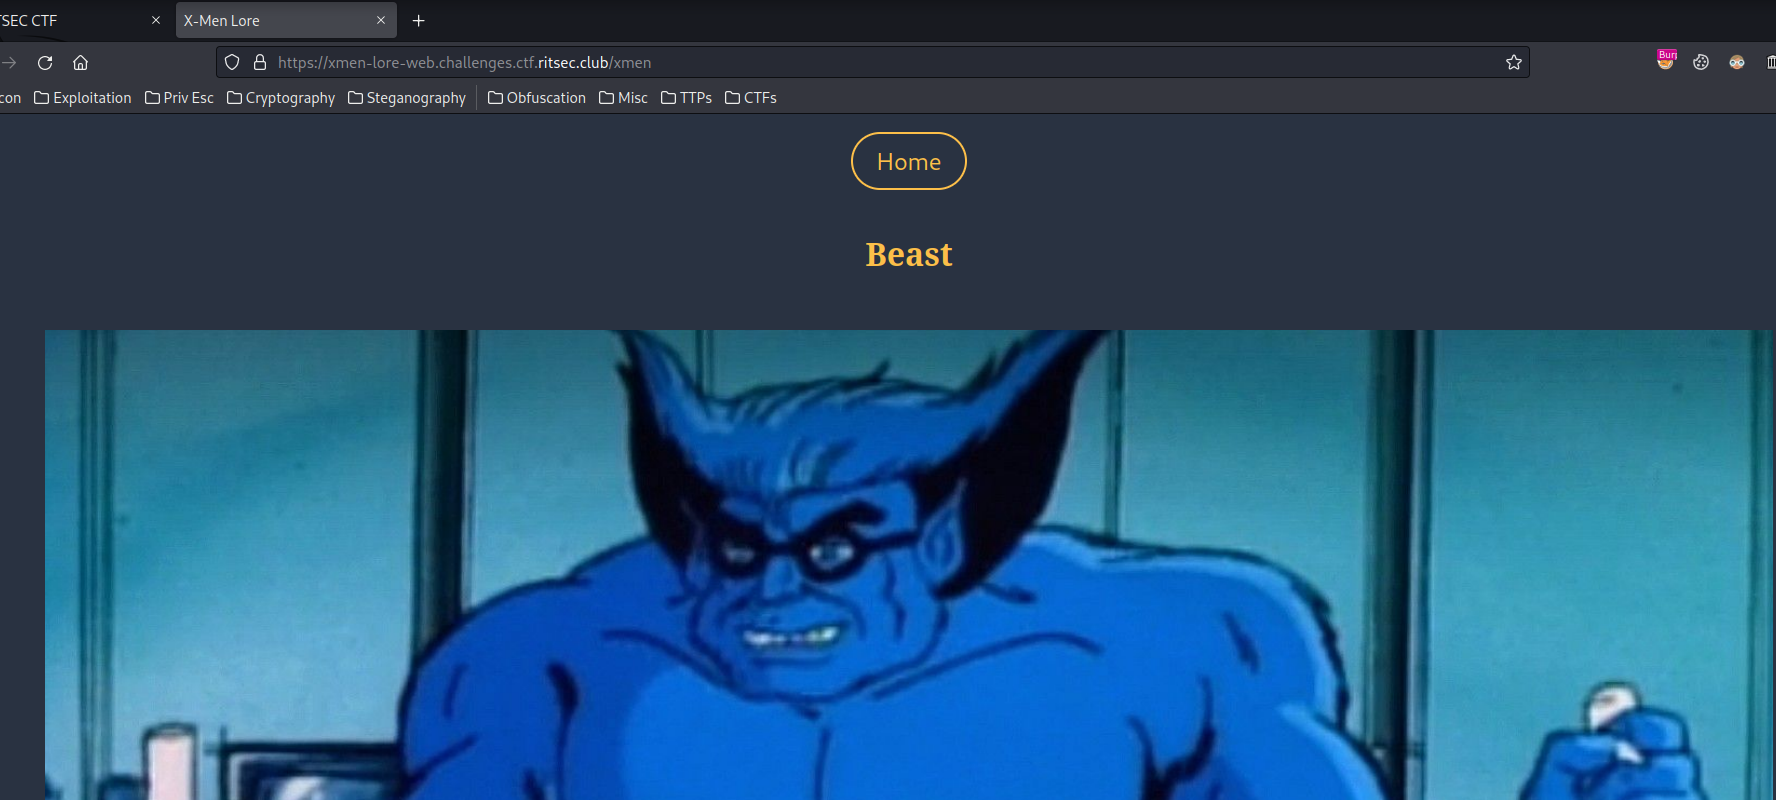 TSEC CTF
X-Men Lore
https://xmen-lore-web.challenges.ctf.ritsec.club/xmen
Burp
con Exploitation Priv Esc Cryptography Steganography Obfuscation Misc TTPs CTFs
Home
Beast